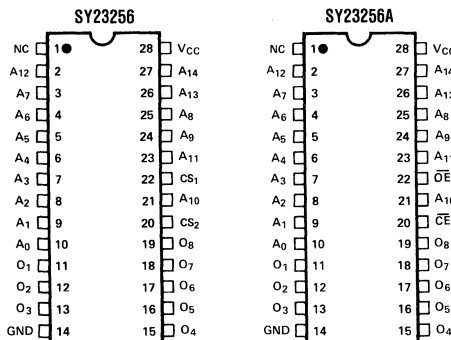 SY23256 SY23256A
NC 1 28 VCC NC 1 28 VCC
A12 2 27 A14 A12 2 27 A14
A7 3 26 A13 A7 3 26 A13
A6 4 25 A8 A6 4 25 A8
A5 5 24 A9 A5 5 24 A9
A4 6 23 A11 A4 6 23 A11
A3 7 22 CS1 A3 7 22 OE
A2 8 21 A10 A2 8 21 A10
A1 9 20 CS2 A1 9 20 CE
A0 10 19 O8 A0 10 19 O8
O1 11 18 O7 O1 11 18 O7
O2 12 17 O6 O2 12 17 O6
O3 13 16 O5 O3 13 16 O5
GND 14 15 O4 GND 14 15 O4